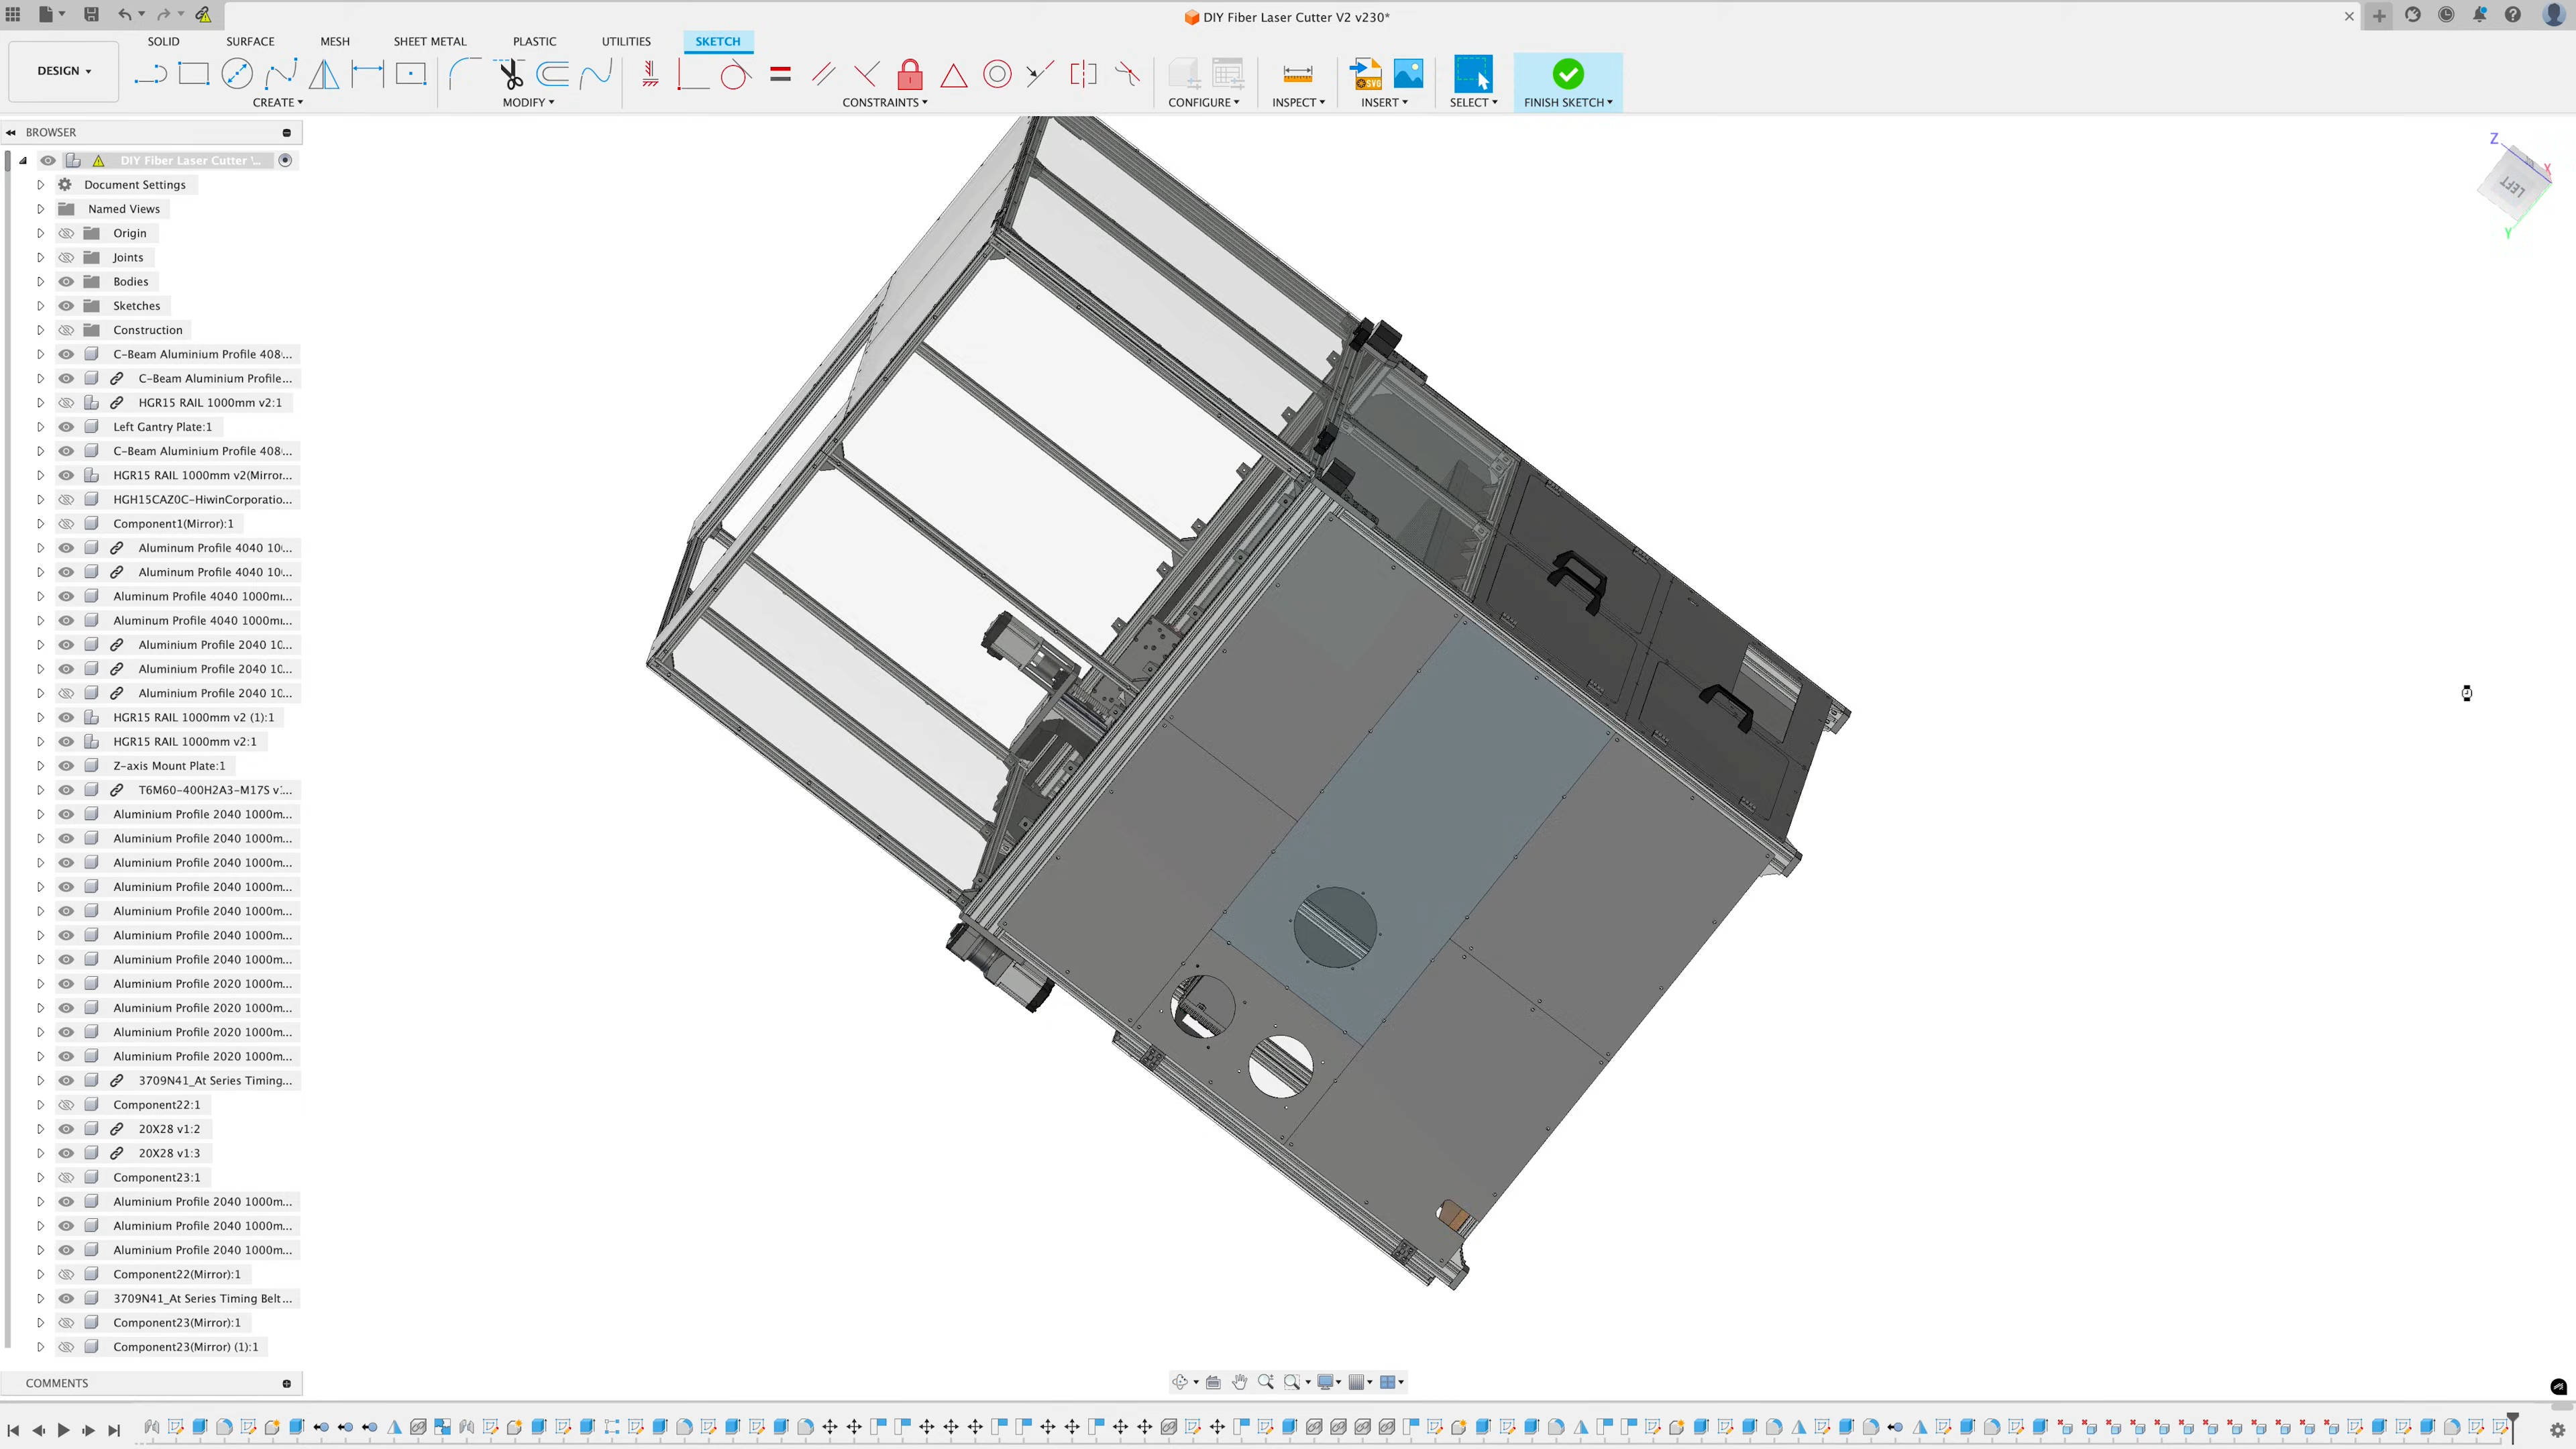 DIY Fiber Laser Cutter V2 v230*
SOLID SURFACE MESH SHEET METAL PLASTIC UTILITIES SKETCH
DESIGN
CREATE MODIFY CONSTRAINTS CONFIGURE INSPECT INSERT SELECT FINISH SKETCH
SVG
BROWSER
DIY Fiber Laser Cutter '...
Document Settings
Named Views
Origin
Joints
Bodies
Sketches
Construction
C-Beam Aluminium Profile 408...
C-Beam Aluminium Profile...
HGR15 RAIL 1000mm v2:1
Left Gantry Plate:1
C-Beam Aluminium Profile 408...
HGR15 RAIL 1000mm v2(Mirror...
HGH15CAZ0C-HiwinCorporatio...
Component1(Mirror):1
Aluminum Profile 4040 10...
Aluminum Profile 4040 10...
Aluminum Profile 4040 1000m...
Aluminum Profile 4040 1000m...
Aluminium Profile 2040 10...
Aluminium Profile 2040 10...
Aluminium Profile 2040 10...
HGR15 RAIL 1000mm v2 (1):1
HGR15 RAIL 1000mm v2:1
Z-axis Mount Plate:1
T6M60-400H2A3-M17S v:...
Aluminium Profile 2040 1000m...
Aluminium Profile 2040 1000m...
Aluminium Profile 2040 1000m...
Aluminium Profile 2040 1000m...
Aluminium Profile 2040 1000m...
Aluminium Profile 2040 1000m...
Aluminium Profile 2040 1000m...
Aluminium Profile 2020 1000m...
Aluminium Profile 2020 1000m...
Aluminium Profile 2020 1000m...
Aluminium Profile 2020 1000m...
3709N41_At Series Timing...
Component22:1
20X28 v1:2
20X28 v1:3
Component23:1
Aluminium Profile 2040 1000m...
Aluminium Profile 2040 1000m...
Aluminium Profile 2040 1000m...
Component22(Mirror):1
3709N41_At Series Timing Belt...
Component23(Mirror):1
Component23(Mirror) (1):1
COMMENTS
Z
X
LEFT
Y